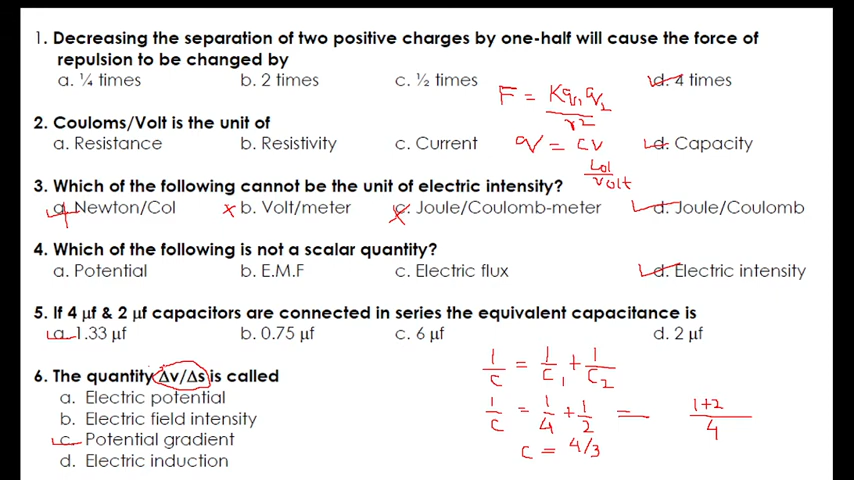 1. Decreasing the separation of two positive charges by one-half will cause the force of
repulsion to be changed by
a. ¼ times b. 2 times c. ½ times d. 4 times
F = Kq₁q₂
r²
2. Couloms/Volt is the unit of
a. Resistance b. Resistivity c. Current d. Capacity
q = CV
Col
Volt
3. Which of the following cannot be the unit of electric intensity?
a. Newton/Col b. Volt/meter c. Joule/Coulomb-meter d. Joule/Coulomb
4. Which of the following is not a scalar quantity?
a. Potential b. E.M.F c. Electric flux d. Electric intensity
5. If 4 μf & 2 μf capacitors are connected in series the equivalent capacitance is
a. 1.33 μf b. 0.75 μf c. 6 μf d. 2 μf
1/C = 1/C₁ + 1/C₂
6. The quantity Δv/Δs is called
a. Electric potential
1/C = 1/4 + 1/2 = 1+2/4
b. Electric field intensity
c. Potential gradient
C = 4/3
d. Electric induction